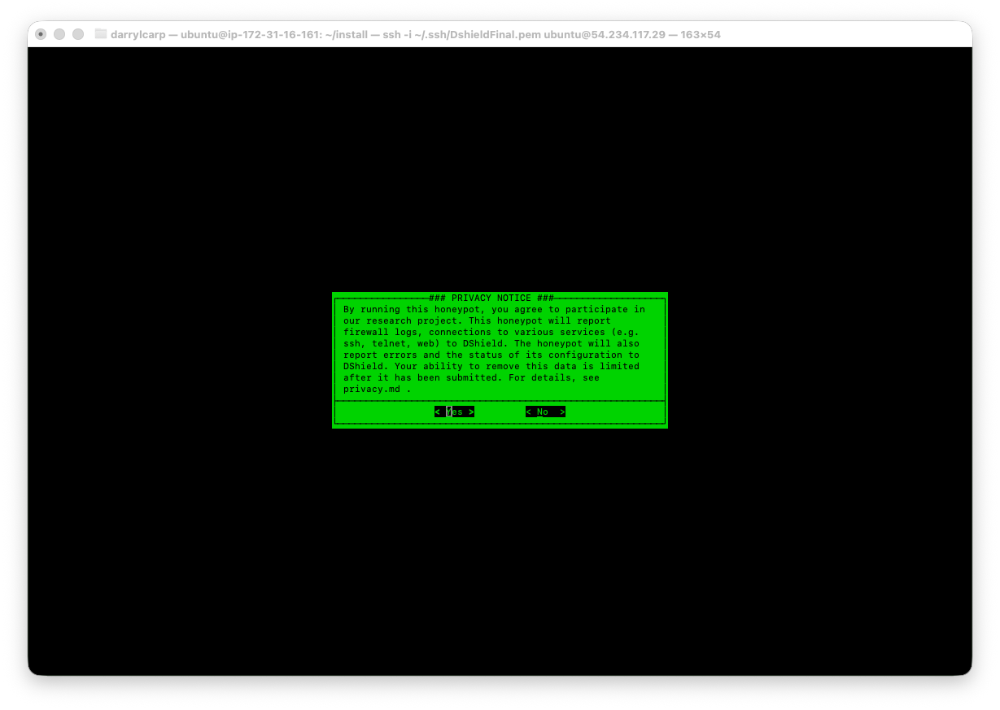 darrylcarp — ubuntu@ip-172-31-16-161: ~/install — ssh -i ~/.ssh/DshieldFinal.pem ubuntu@54.234.117.29 — 163×54
### PRIVACY NOTICE ###
By running this honeypot, you agree to participate in
our research project. This honeypot will report
firewall logs, connections to various services (e.g.
ssh, telnet, web) to DShield. The honeypot will also
report errors and the status of its configuration to
DShield. Your ability to remove this data is limited
after it has been submitted. For details, see
privacy.md .
< Yes > < No >